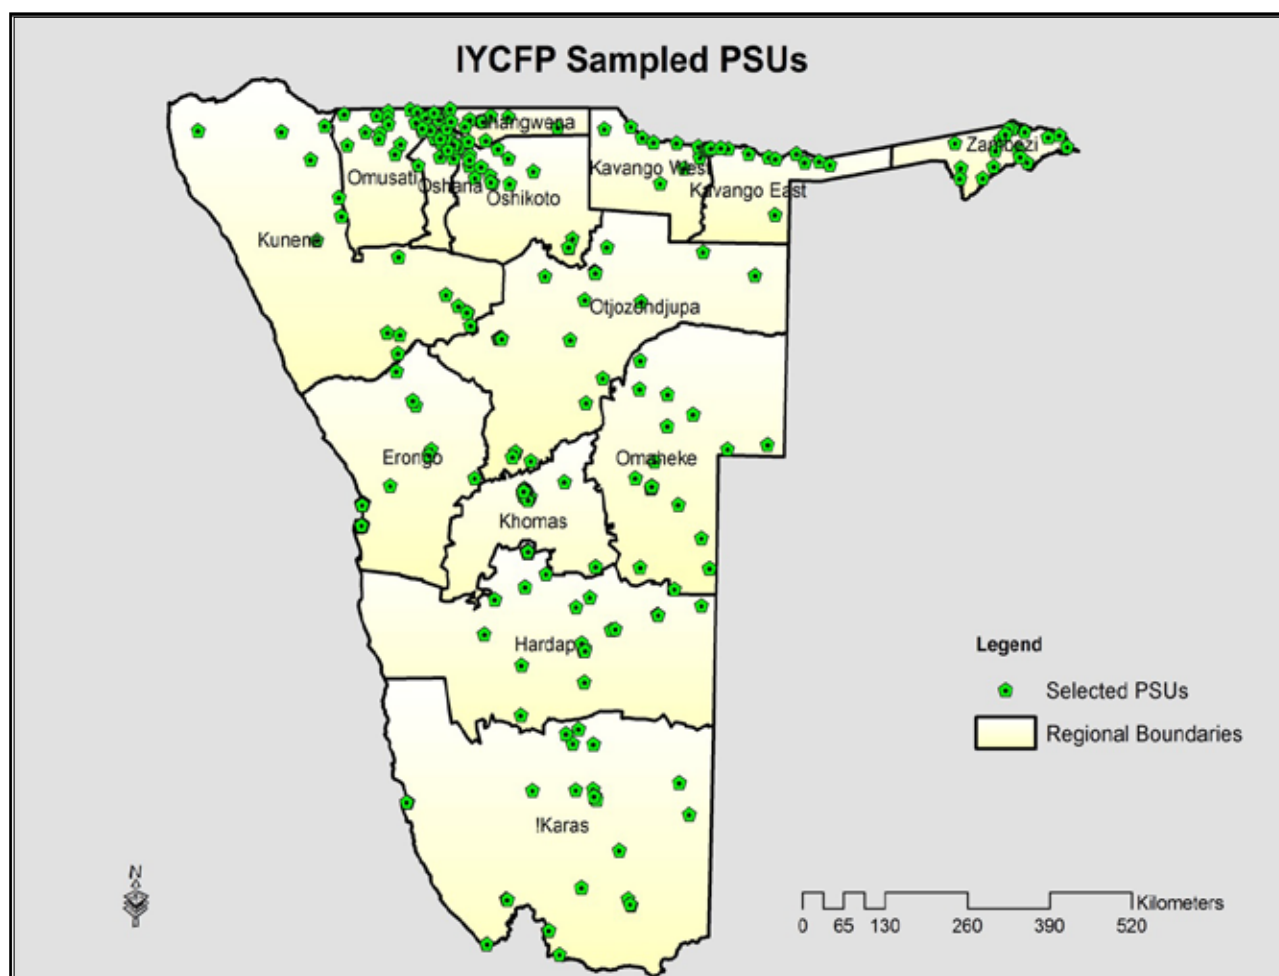 IYCFP Sampled PSUs
Ohangwena
Zambezi
Omusati
Oshana
Oshikoto
Kavango West
Kavango East
Kunene
Otjozondjupa
Erongo
Omaheke
Khomas
Hardap
!Karas
Legend
Selected PSUs
Regional Boundaries
N
Kilometers
0 65 130 260 390 520